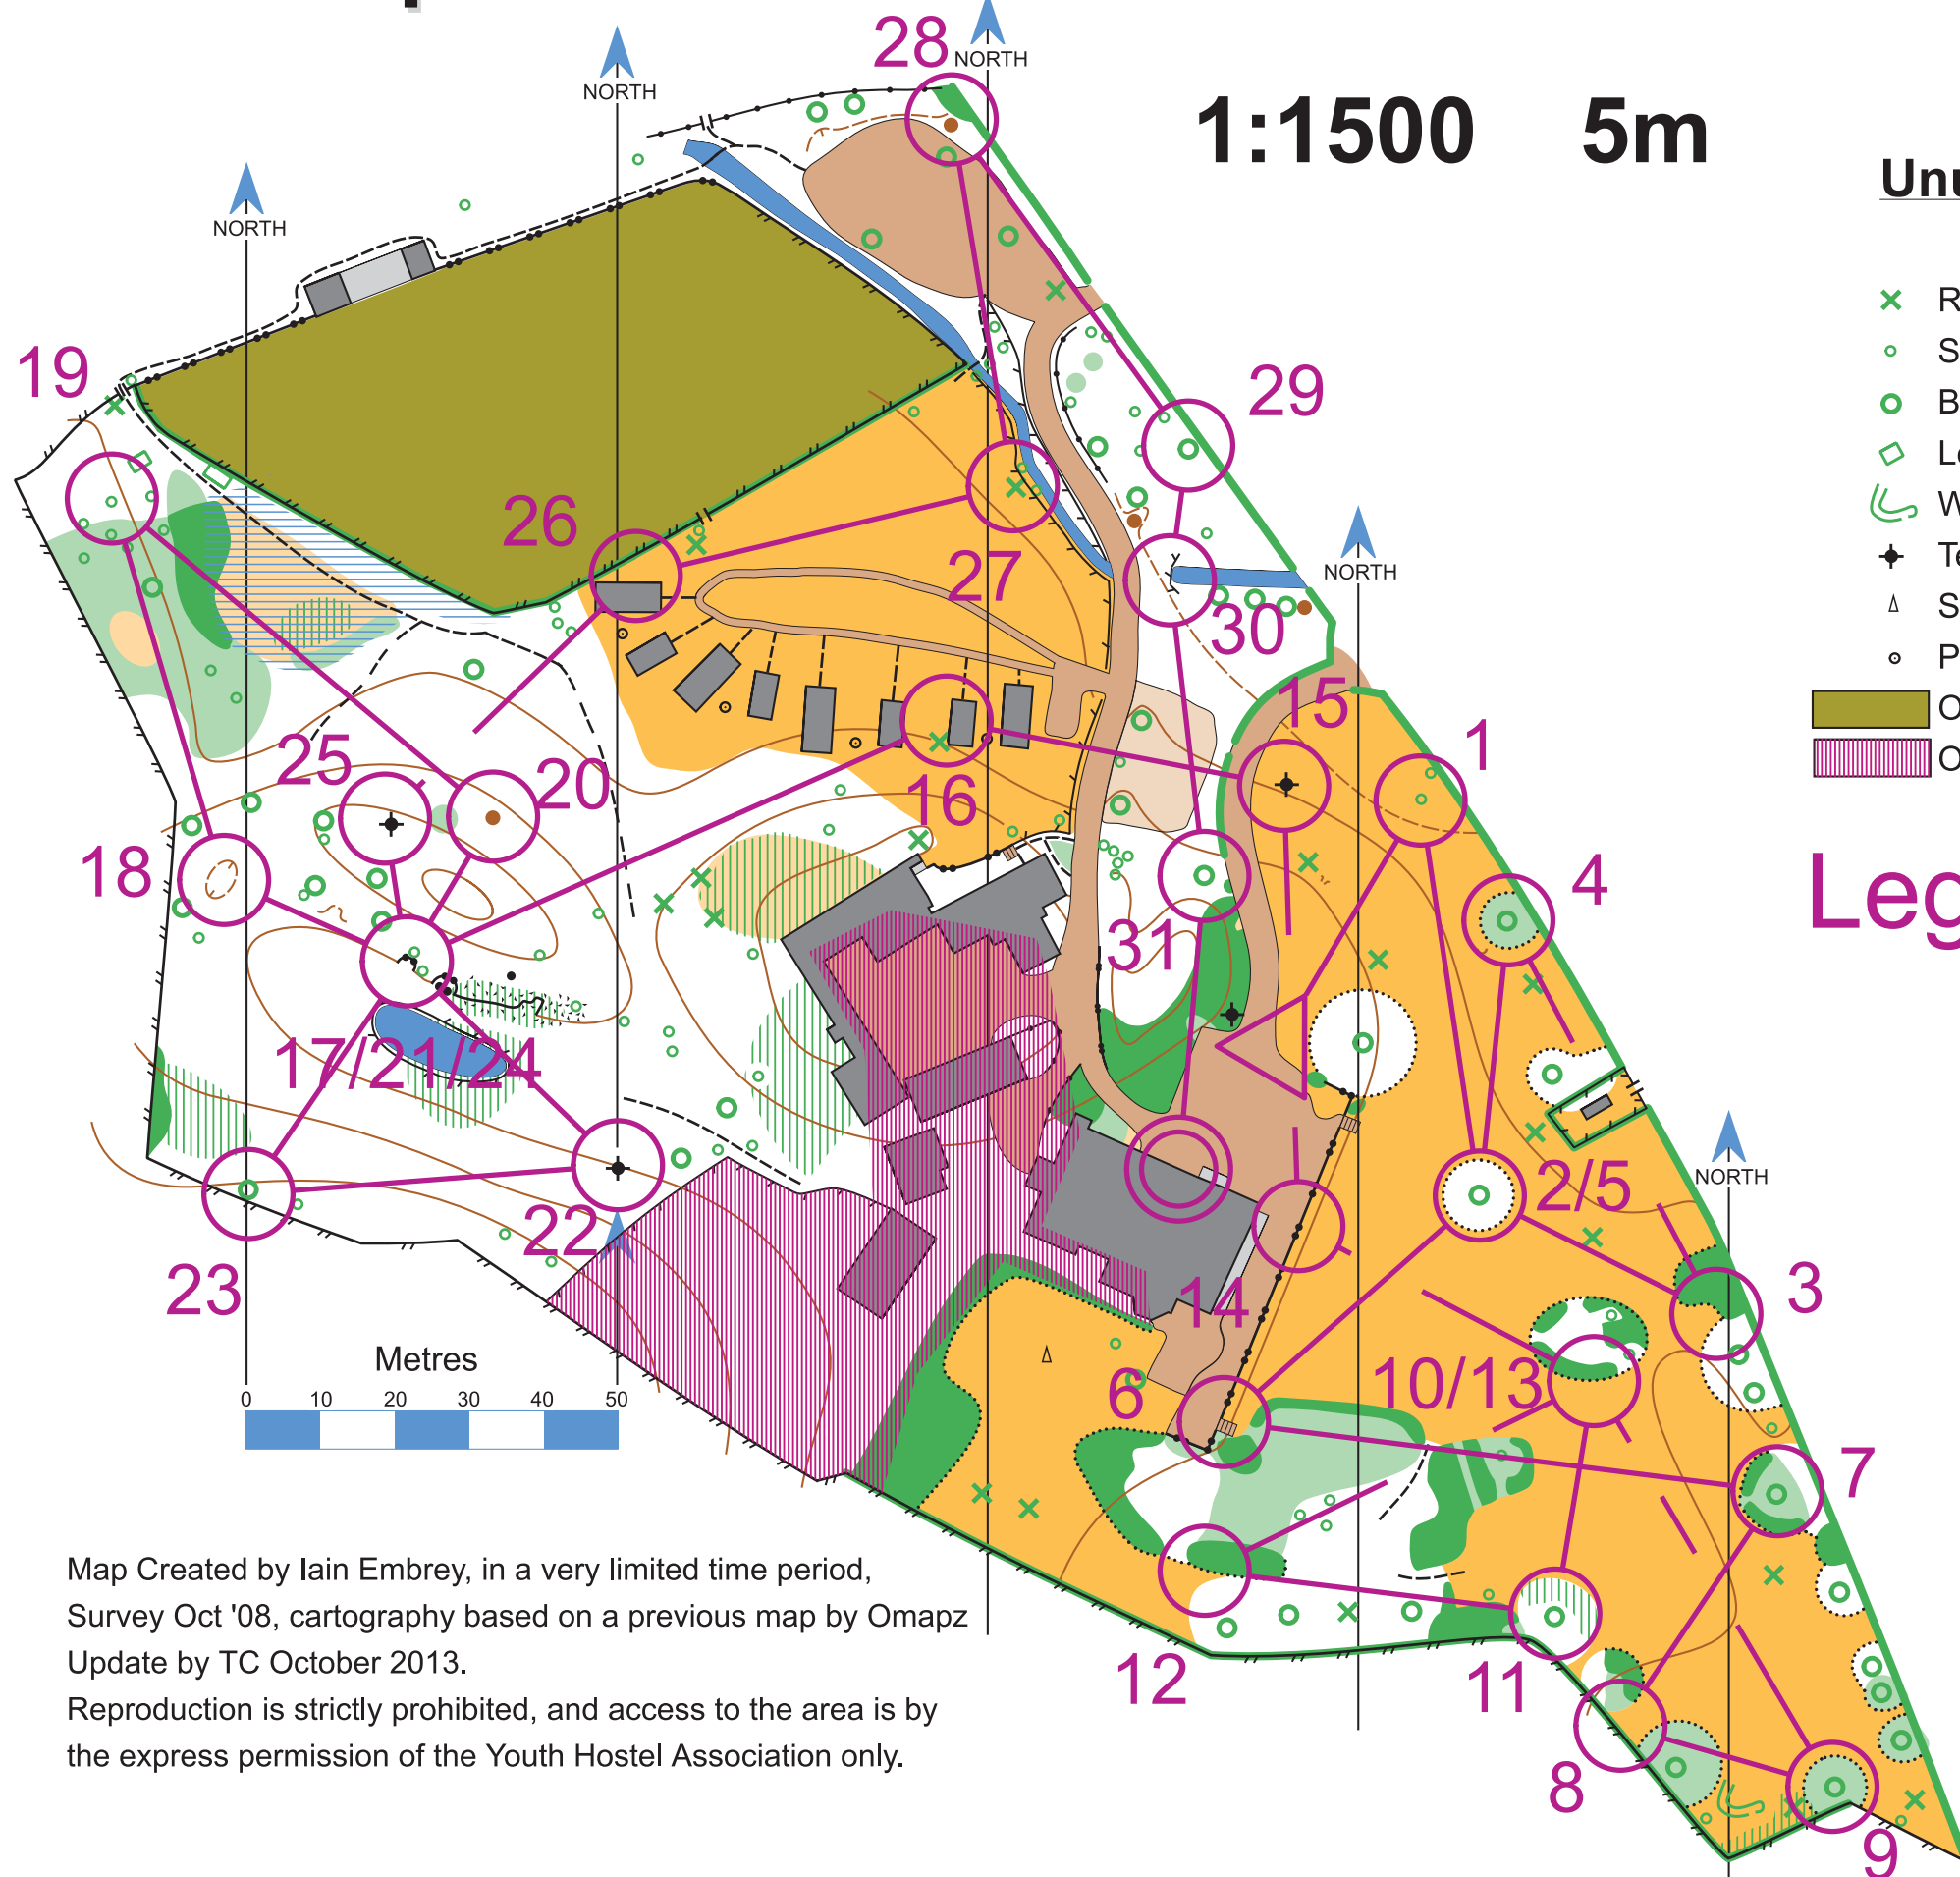 28
NORTH
NORTH
1:1500 5m
NORTH
19
29
26
27
NORTH
30
15
1
25
20
16
18
4
Leg
31
17/21/24
2/5
NORTH
22
23
14
3
Metres
0 10 20 30 40 50
10/13
6
7
Map Created by Iain Embrey, in a very limited time period,
Survey Oct '08, cartography based on a previous map by Omapz
Update by TC October 2013.
Reproduction is strictly prohibited, and access to the area is by
the express permission of the Youth Hostel Association only.
12
11
8
9